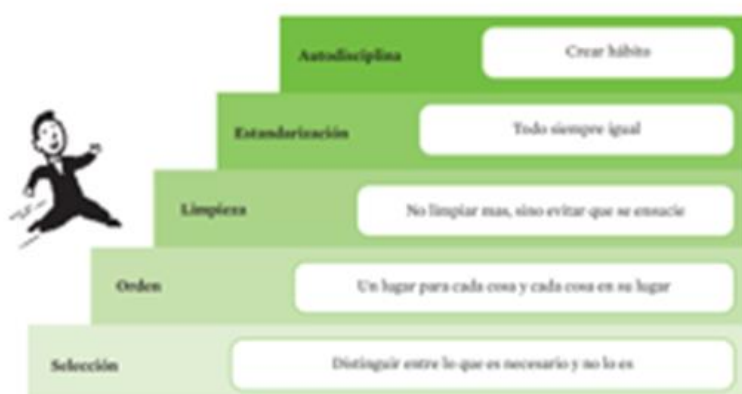 Autodisciplina
Crear hábito
Estandarización
Todo siempre igual
Limpieza
No limpiar mas, sino evitar que se ensucie
Orden
Un lugar para cada cosa y cada cosa en su lugar
Selección
Distinguir entre lo que es necesario y no lo es